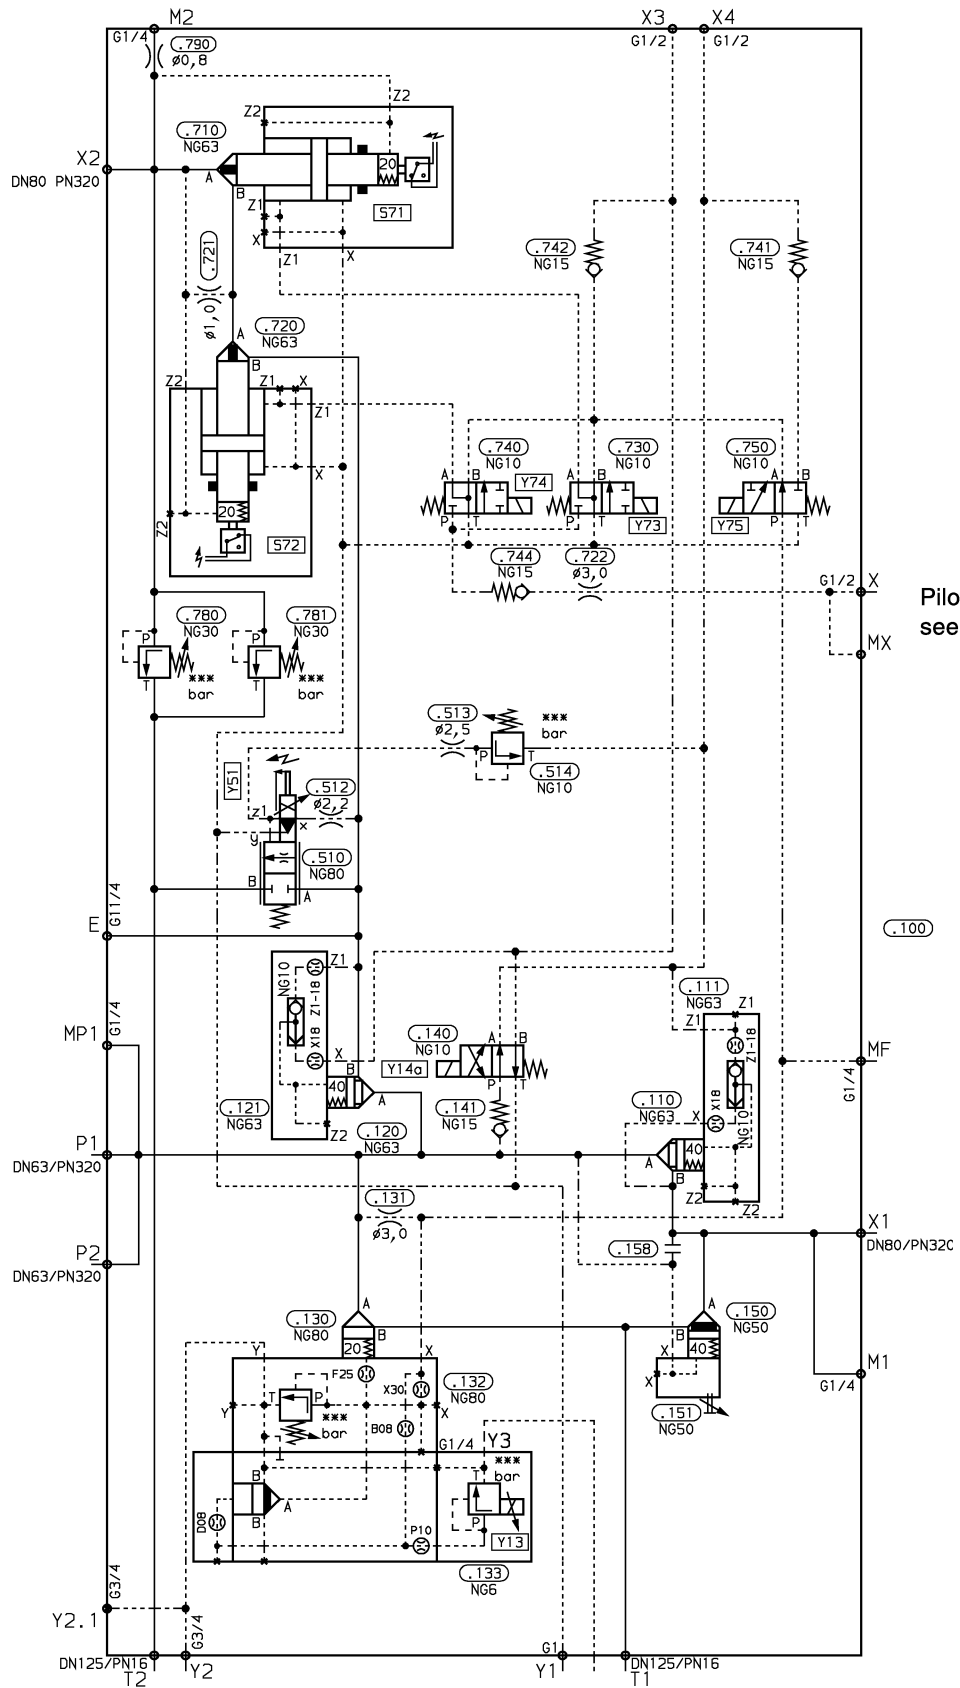 M2
X3
X4
G1/4
.790
ø0,8
G1/2
G1/2
Z2
Z2
.710
NG63
X2
DN80 PN320
A
B
20
S71
Z1
X
Z1
X
.721
ø1,0
.742
NG15
.741
NG15
.720
NG63
A
B
Z2
Z1
X
Z1
X
20
Z2
S72
.740
NG10
.730
NG10
.750
NG10
A
B
Y74
A
B
A
B
P
T
P
T
Y73
Y75
P
T
.744
NG15
.722
ø3,0
G1/2
X
Pilo
see
MX
.780
NG30
.781
NG30
P
P
T
T
***
bar
***
bar
.513
ø2,5
***
bar
P
T
.514
NG10
Y51
.512
ø2,2
z1
x
y
.510
NG80
B
A
G11/4
E
.100
NG10
Z1
Z1-18
X18
X
.111
NG63
Z1
Z1
Z1-18
X18
NG10
MP1
G1/4
.140
NG10
A
B
Y14a
P
T
MF
G1/4
B
40
A
.121
NG63
Z2
.120
NG63
.141
NG15
.110
NG63
X
A
40
B
Z2
Z2
P1
DN63/PN320
.131
ø3,0
X1
DN80/PN320
.158
P2
DN63/PN320
A
.130
NG80
B
20
A
.150
NG50
B
40
X
M1
G1/4
.151
NG50
Y
F25
X
X30
.132
NG80
T
P
Y
X
***
bar
B08
G1/4
Y3
***
bar
T
B
A
B
D08
P10
P
Y13
.133
NG6
G3/4
Y2.1
G3/4
DN125/PN16
T2
Y2
G1
Y1
DN125/PN16
T1